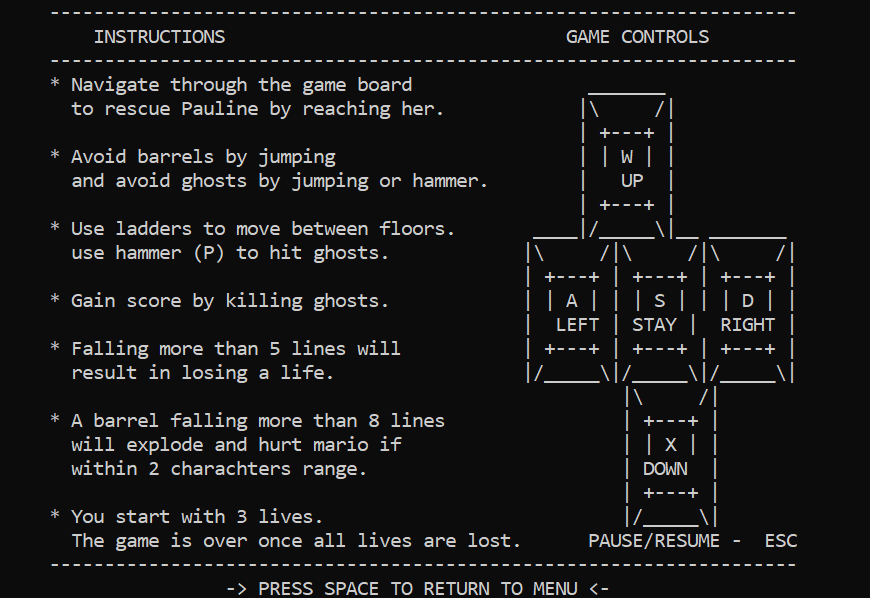 INSTRUCTIONS
GAME CONTROLS
* Navigate through the game board
to rescue Pauline by reaching her.
* Avoid barrels by jumping
and avoid ghosts by jumping or hammer.
* Use ladders to move between floors.
use hammer (P) to hit ghosts.
* Gain score by killing ghosts.
* Falling more than 5 lines will
result in losing a life.
* A barrel falling more than 8 lines
will explode and hurt mario if
within 2 charachters range.
* You start with 3 lives.
The game is over once all lives are lost.
W
UP
A S D
LEFT STAY RIGHT
X
DOWN
PAUSE/RESUME - ESC
-> PRESS SPACE TO RETURN TO MENU <-